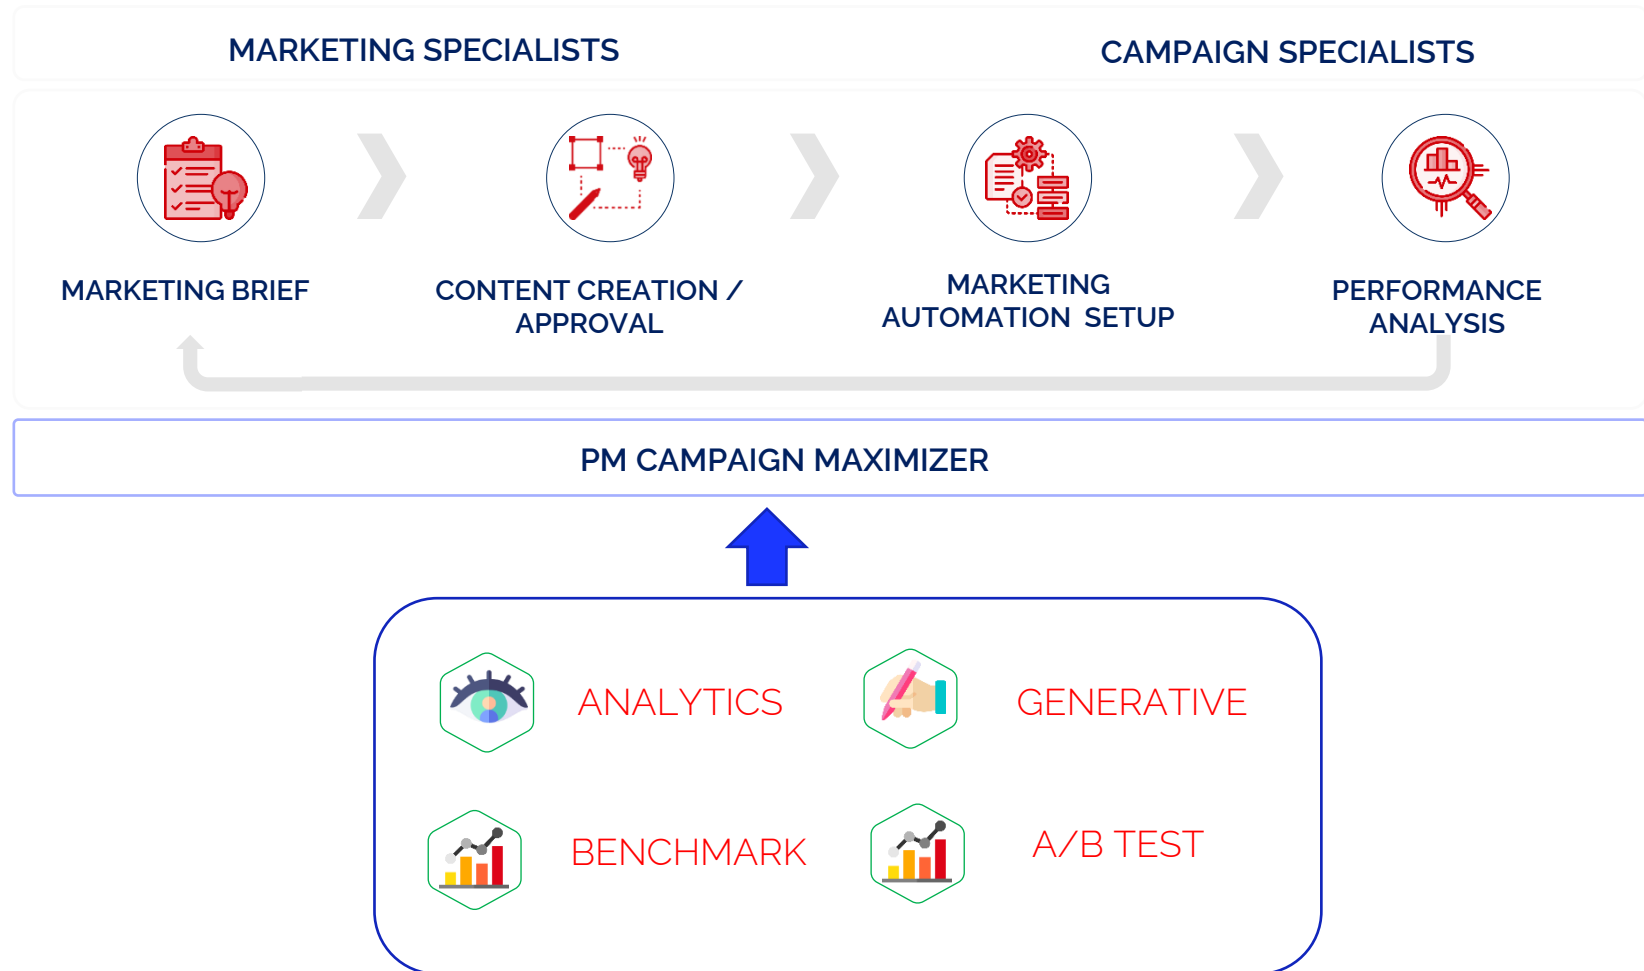 MARKETING SPECIALISTS
CAMPAIGN SPECIALISTS
MARKETING BRIEF
CONTENT CREATION /
APPROVAL
MARKETING
AUTOMATION SETUP
PERFORMANCE
ANALYSIS
PM CAMPAIGN MAXIMIZER
ANALYTICS
GENERATIVE
BENCHMARK
A/B TEST